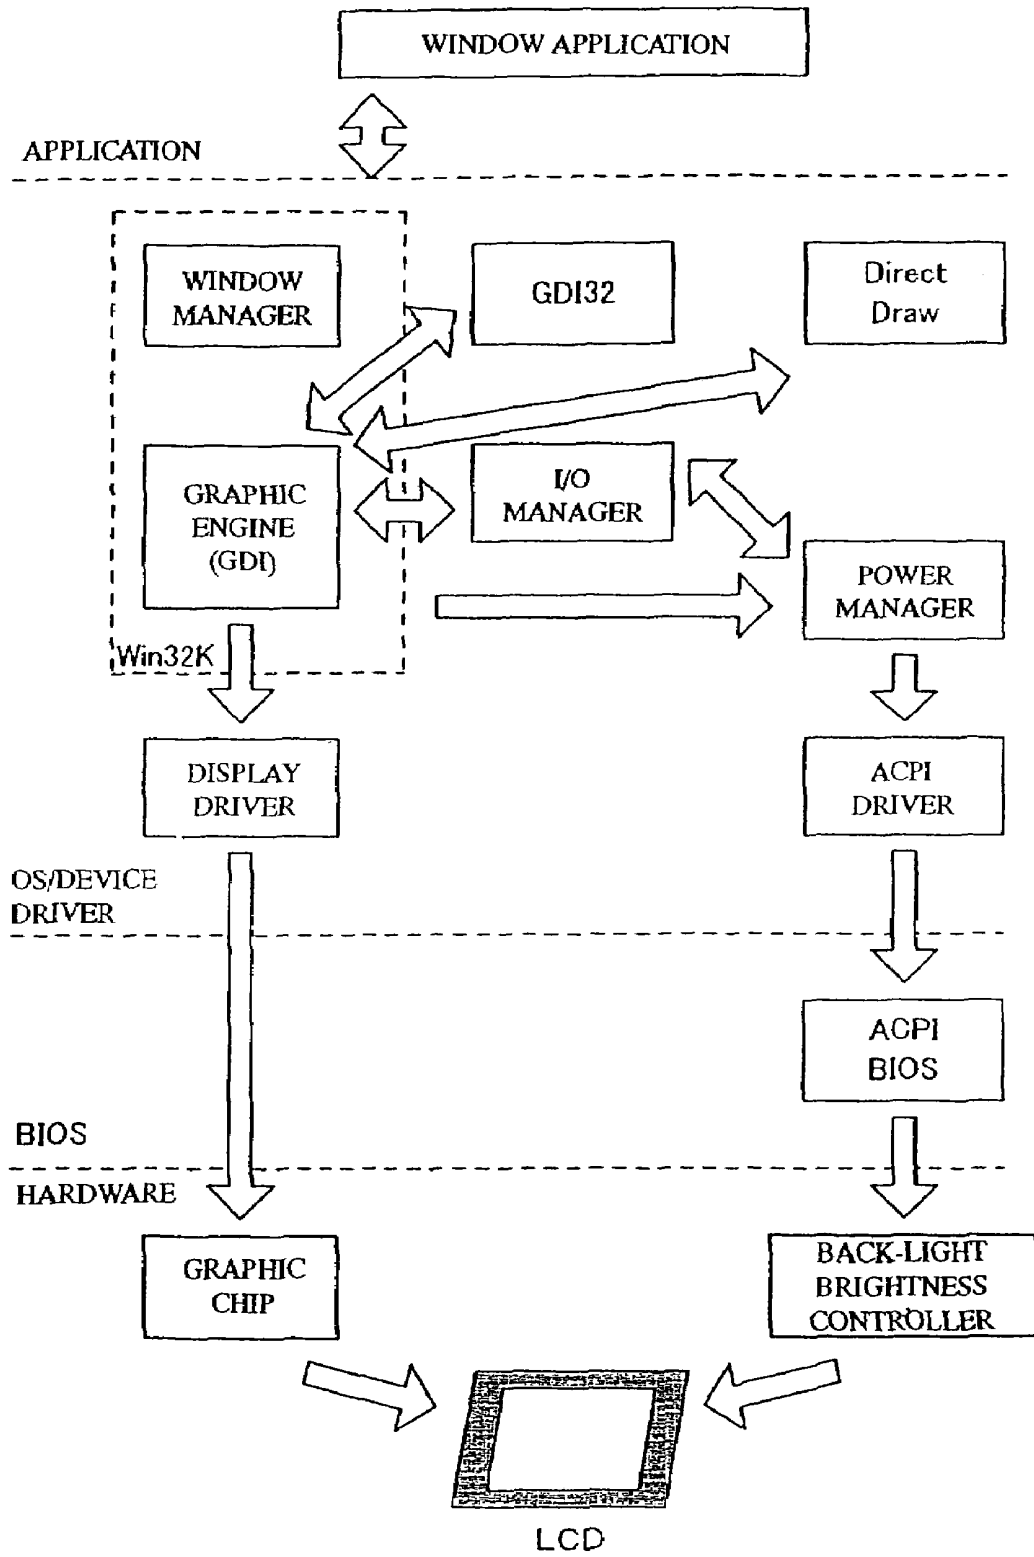 WINDOW APPLICATION
APPLICATION
WINDOW
MANAGER
GDI32
Direct
Draw
GRAPHIC
ENGINE
(GDI)
I/O
MANAGER
POWER
MANAGER
Win32K
DISPLAY
DRIVER
ACPI
DRIVER
OS/DEVICE
DRIVER
ACPI
BIOS
BIOS
HARDWARE
GRAPHIC
CHIP
BACK-LIGHT
BRIGHTNESS
CONTROLLER
LCD